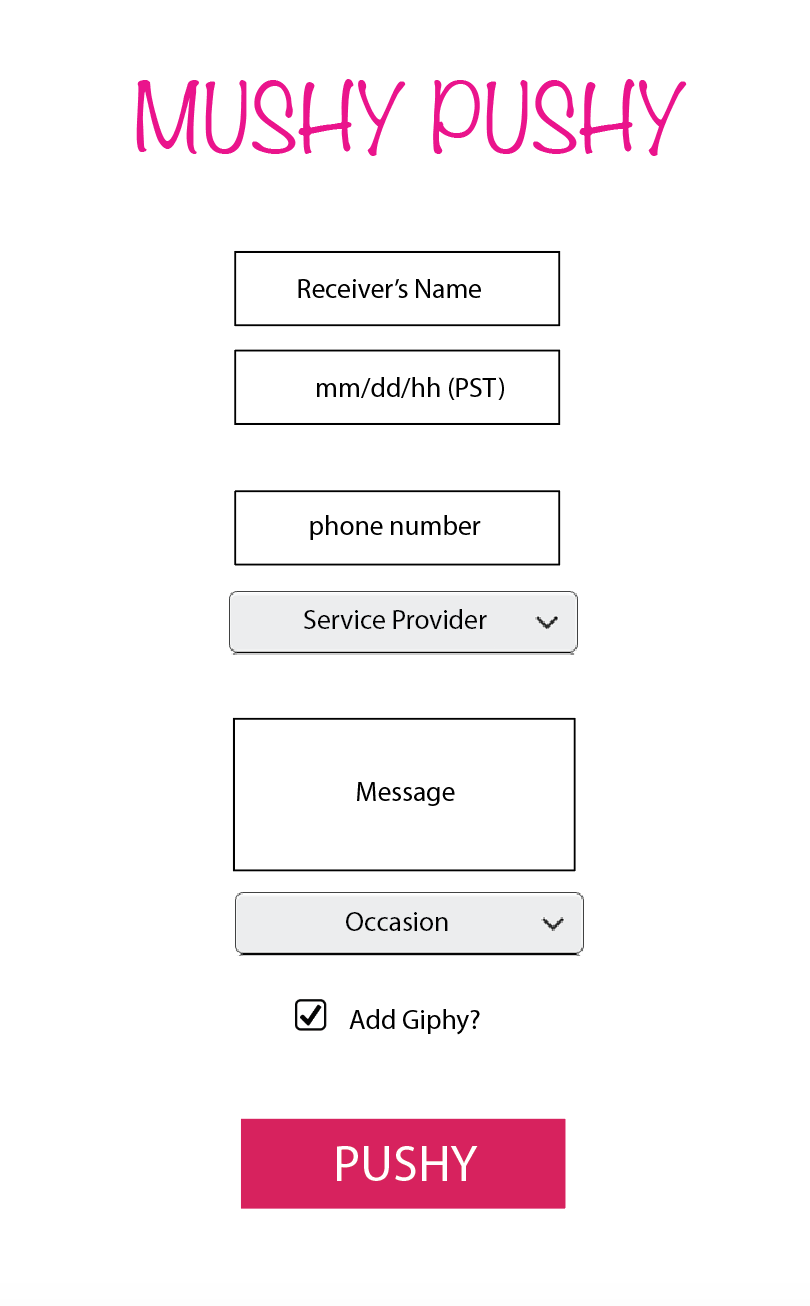 MUSHY PUSHY
Receiver’s Name
mm/dd/hh (PST)
phone number
Service Provider
Message
Occasion
Add Giphy?
PUSHY